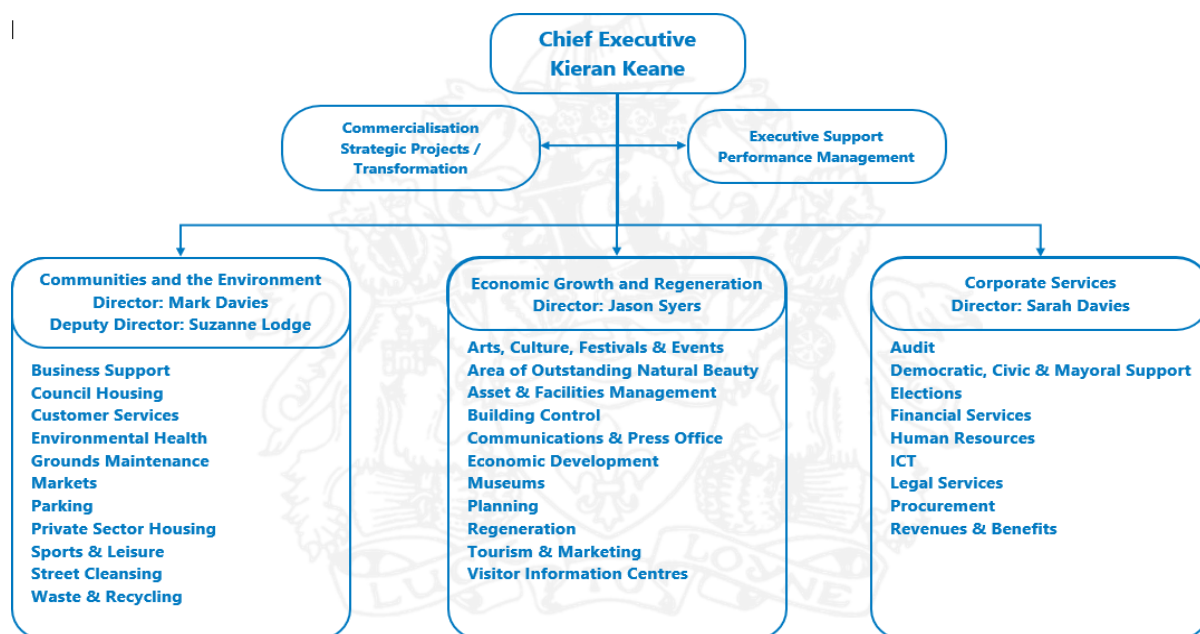 Chief Executive
Kieran Keane
Commercialisation
Strategic Projects /
Transformation
Executive Support
Performance Management
Communities and the Environment
Director: Mark Davies
Deputy Director: Suzanne Lodge
Business Support
Council Housing
Customer Services
Environmental Health
Grounds Maintenance
Markets
Parking
Private Sector Housing
Sports & Leisure
Street Cleansing
Waste & Recycling
Economic Growth and Regeneration
Director: Jason Syers
Arts, Culture, Festivals & Events
Area of Outstanding Natural Beauty
Asset & Facilities Management
Building Control
Communications & Press Office
Economic Development
Museums
Planning
Regeneration
Tourism & Marketing
Visitor Information Centres
Corporate Services
Director: Sarah Davies
Audit
Democratic, Civic & Mayoral Support
Elections
Financial Services
Human Resources
ICT
Legal Services
Procurement
Revenues & Benefits